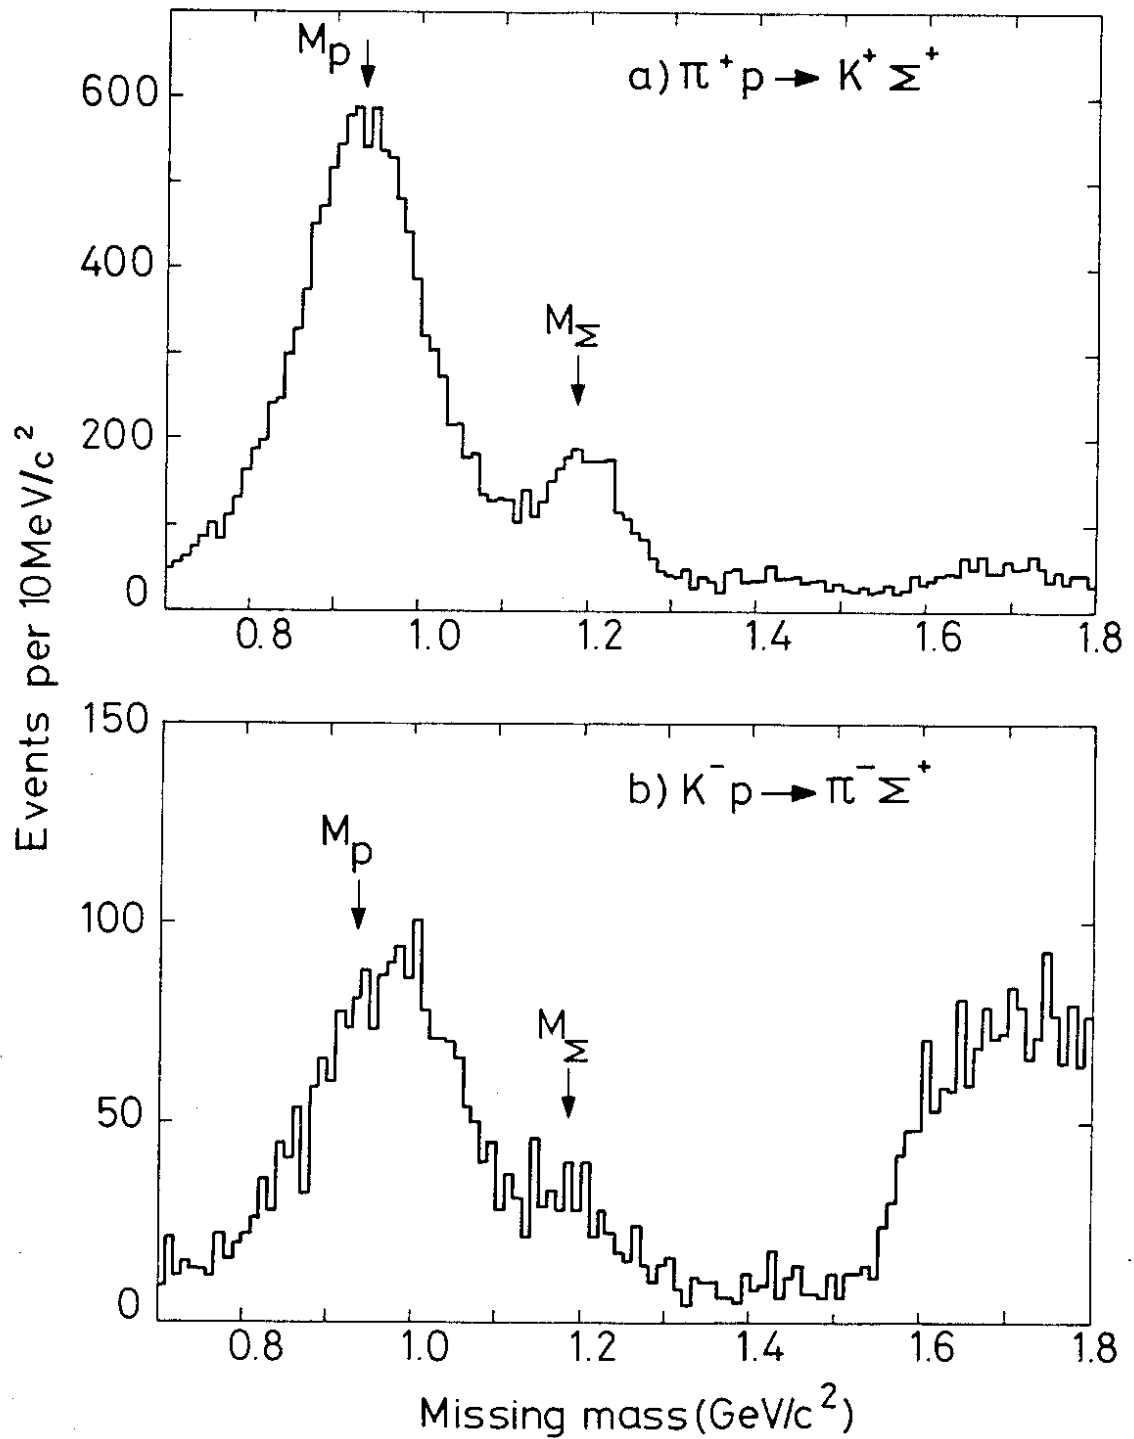 Events per 10MeV/c²
Mp
a) π⁺p → K⁺Σ⁺
600
400
MΣ
200
0
0.8 1.0 1.2 1.4 1.6 1.8
150
b) K⁻p → π⁻Σ⁺
Mp
100
MΣ
50
0
0.8 1.0 1.2 1.4 1.6 1.8
Missing mass (GeV/c²)